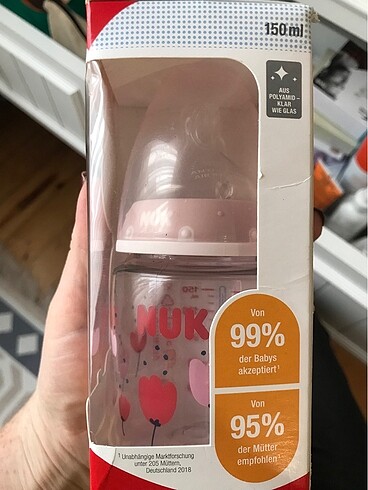 150 ml
AUS
POLYAMID –
KLAR
WIE GLAS
NUK
150
NUK
Von
99%
der Babys
akzeptiert¹
Von
95%
der Mütter
empfohlen¹
¹ Unabhängige Marktforschung
unter 205 Müttern,
Deutschland 2018